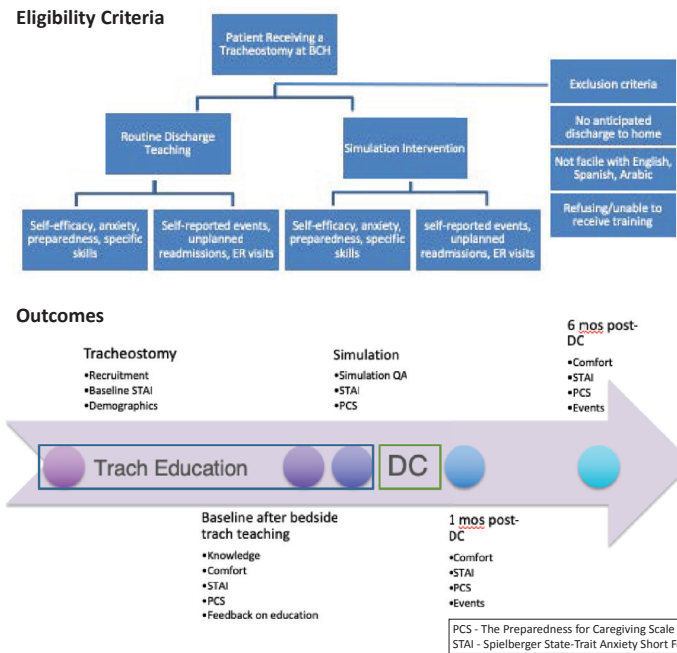 Eligibility Criteria
Patient Receiving a
Tracheostomy at BCH
Exclusion criteria
No anticipated
discharge to home
Not facile with English,
Spanish, Arabic
Refusing/unable to
receive training
Routine Discharge
Teaching
Simulation Intervention
Self-efficacy, anxiety,
preparedness, specific
skills
Self-reported events,
unplanned
readmissions, ER visits
Self-efficacy, anxiety,
preparedness, specific
skills
self-reported events,
unplanned
readmissions, ER visits
Outcomes
Tracheostomy
•Recruitment
•Baseline STAI
•Demographics
Simulation
•Simulation QA
•STAI
•PCS
6 mos post-
DC
•Comfort
•STAI
•PCS
•Events
Trach Education
DC
Baseline after bedside
trach teaching
•Knowledge
•Comfort
•STAI
•PCS
•Feedback on education
1 mos post-
DC
•Comfort
•STAI
•PCS
•Events
PCS - The Preparedness for Caregiving Scale
STAI - Spielberger State-Trait Anxiety Short F